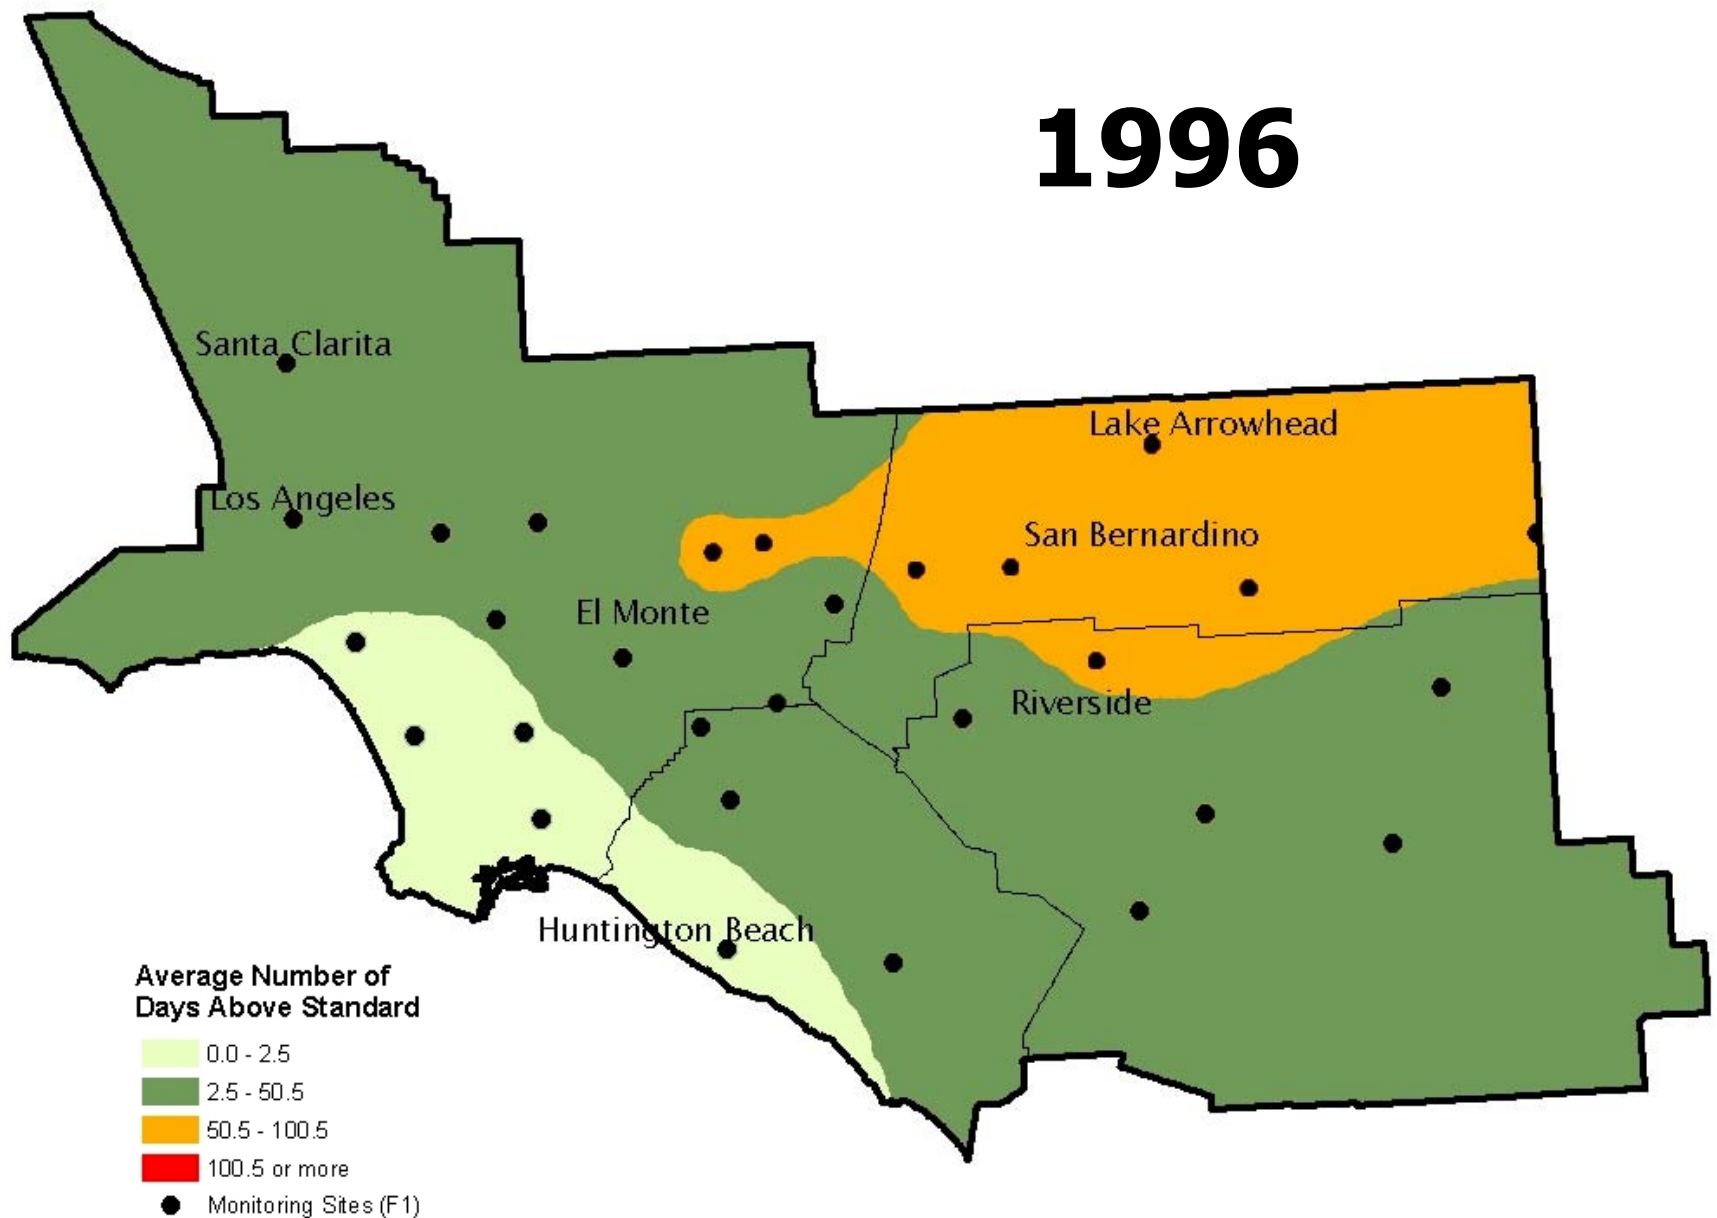 1996
Santa Clarita
Lake Arrowhead
Los Angeles
San Bernardino
El Monte
Riverside
Huntington Beach
Average Number of
Days Above Standard
0.0 - 2.5
2.5 - 50.5
50.5 - 100.5
100.5 or more
Monitoring Sites (F1)